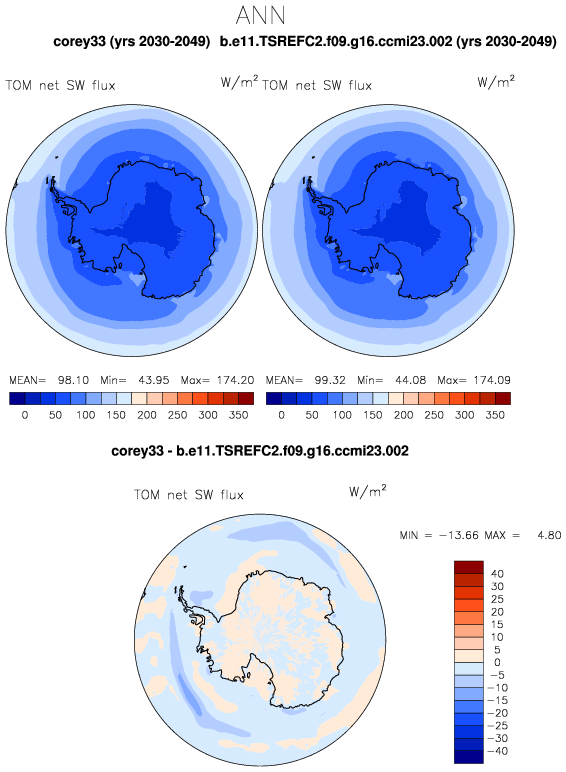 ANN
corey33 (yrs 2030-2049) b.e11.TSREFC2.f09.g16.ccmi23.002 (yrs 2030-2049)
TOM net SW flux W/m² TOM net SW flux W/m²
MEAN= 98.10 Min= 43.95 Max= 174.20 MEAN= 99.32 Min= 44.08 Max= 174.09
0 50 100 150 200 250 300 350 0 50 100 150 200 250 300 350
corey33 - b.e11.TSREFC2.f09.g16.ccmi23.002
TOM net SW flux W/m²
MIN = −13.66 MAX = 4.80
40
30
25
20
15
10
5
0
−5
−10
−15
−20
−25
−30
−40